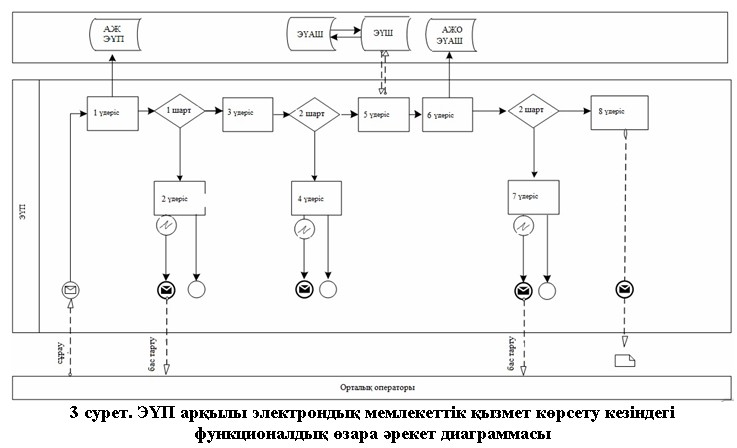 АЖ
ЭҮП
ЭҮАШ
ЭҮШ
АЖО
ЭҮАШ
1 үдеріс
1 шарт
3 үдеріс
2 шарт
5 үдеріс
6 үдеріс
2 шарт
8 үдеріс
2 үдеріс
4 үдеріс
7 үдеріс
ЭҮП
сұрау
бас тарту
бас тарту
Орталық операторы
3 сурет. ЭҮП арқылы электрондық мемлекеттік қызмет көрсету кезіндегі
функционалдық өзара әрекет диаграммасы